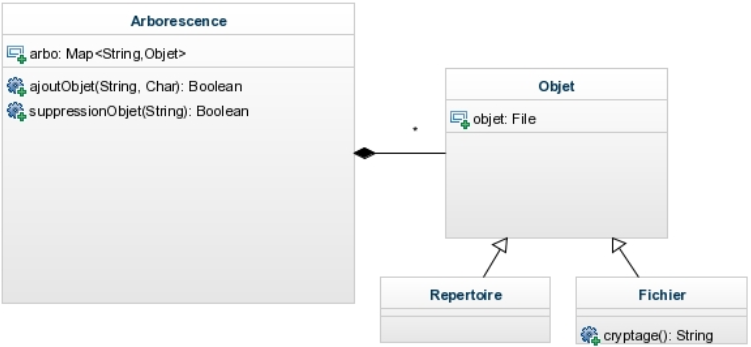 Arborescence
arbo: Map<String,Objet>
ajoutObjet(String, Char): Boolean
suppressionObjet(String): Boolean
*
Objet
objet: File
Repertoire
Fichier
cryptage(): String